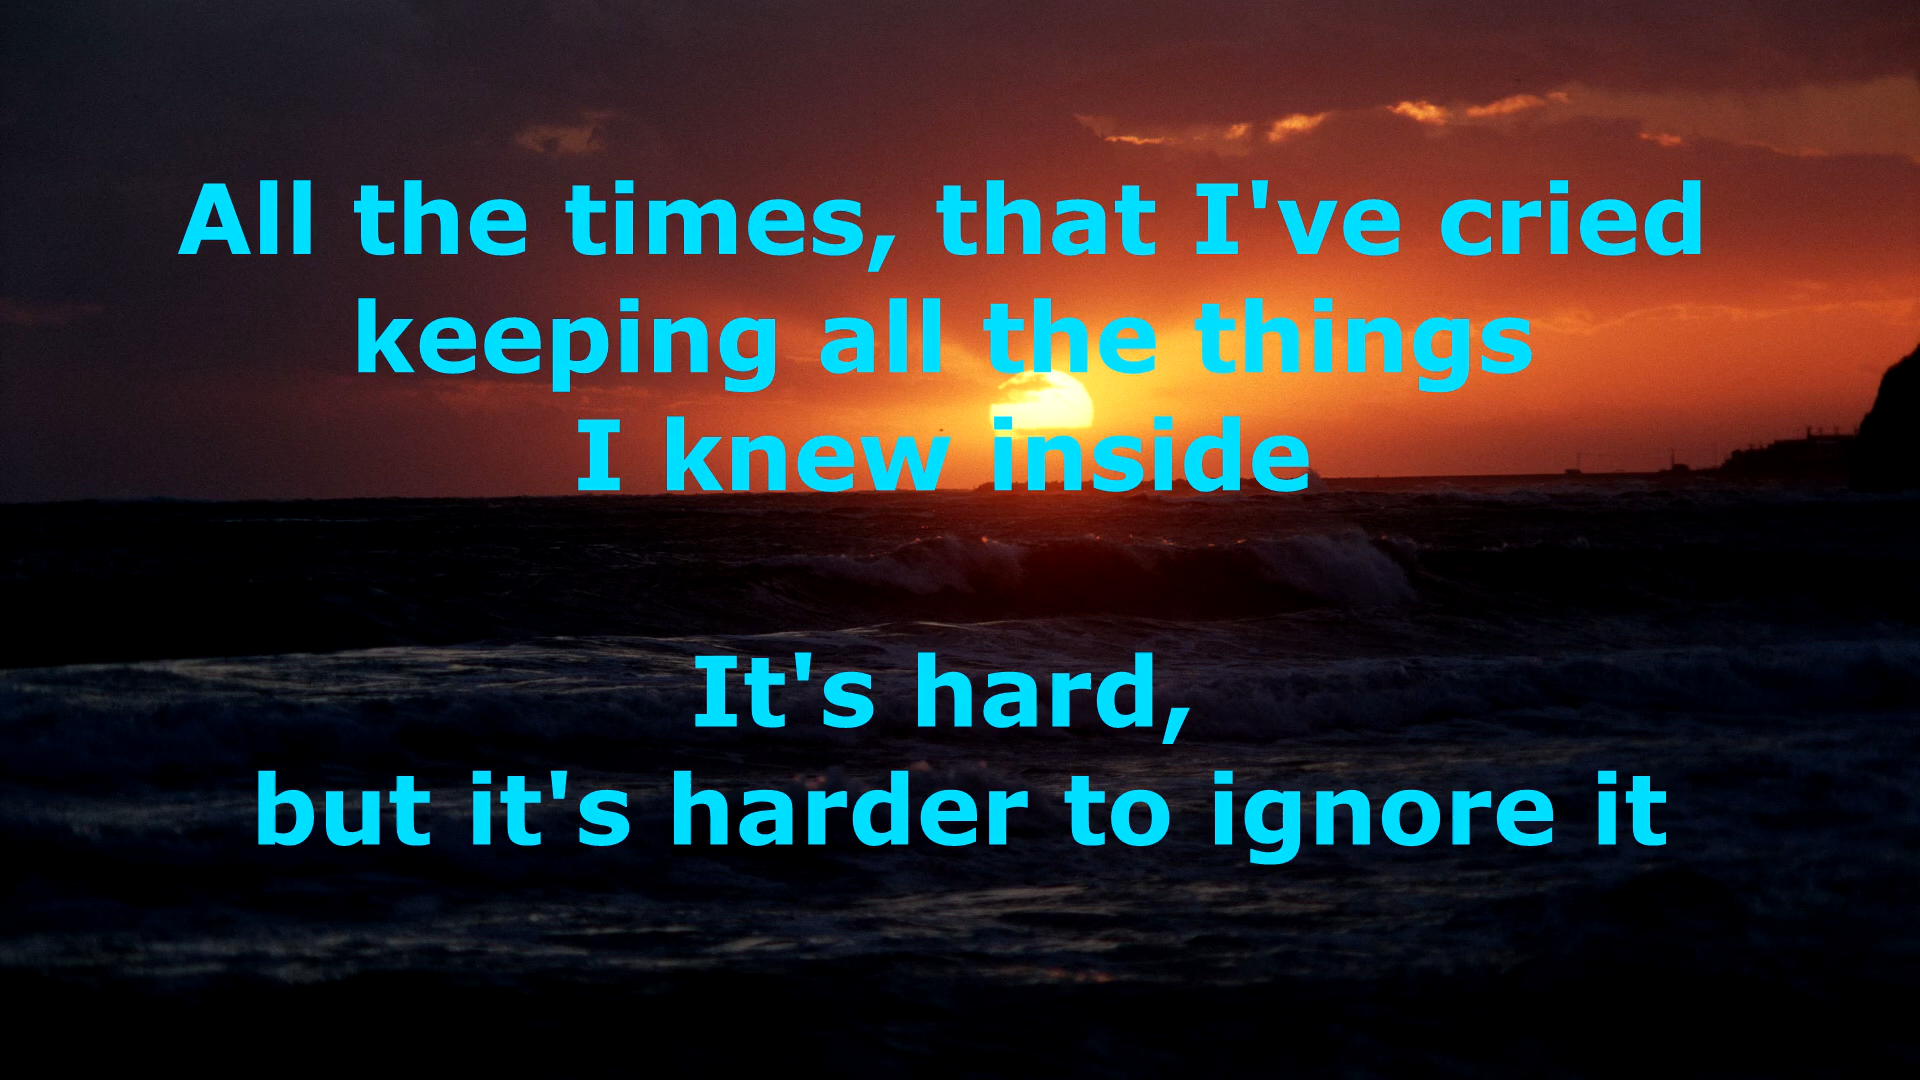 All the times, that I've cried
keeping all the things
I knew inside
It's hard,
but it's harder to ignore it